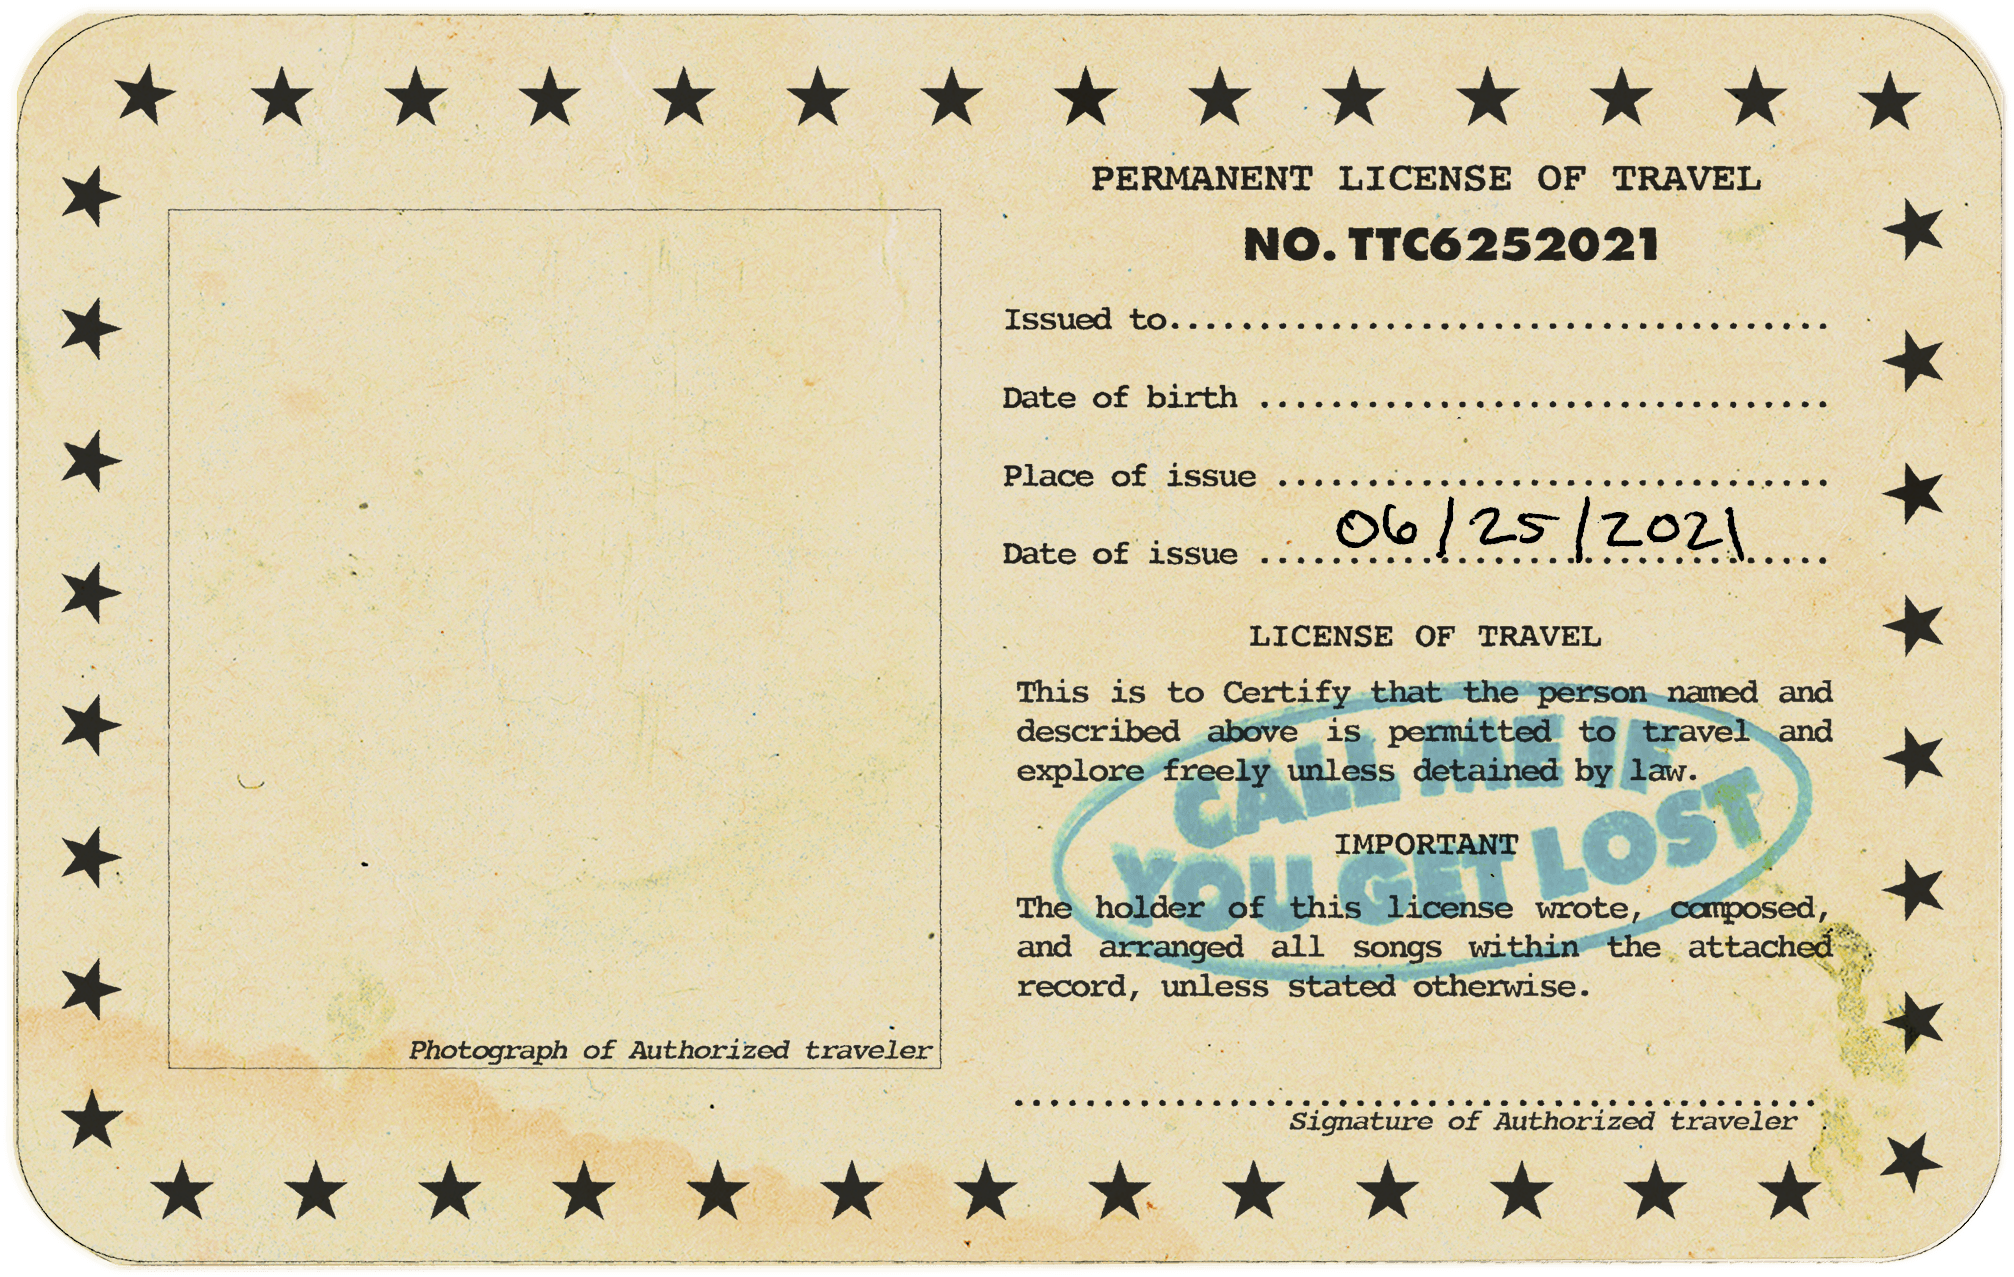 PERMANENT LICENSE OF TRAVEL
NO. TTC6252021
Issued to.....................................
Date of birth ................................
Place of issue ...............................
Date of issue ................................
06/25/2021
LICENSE OF TRAVEL
This is to Certify that the person named and
described above is permitted to travel and
explore freely unless detained by law.
CALL ME IF
YOU GET LOST
IMPORTANT
The holder of this license wrote, composed,
and arranged all songs within the attached
record, unless stated otherwise.
Photograph of Authorized traveler
.............................................
Signature of Authorized traveler